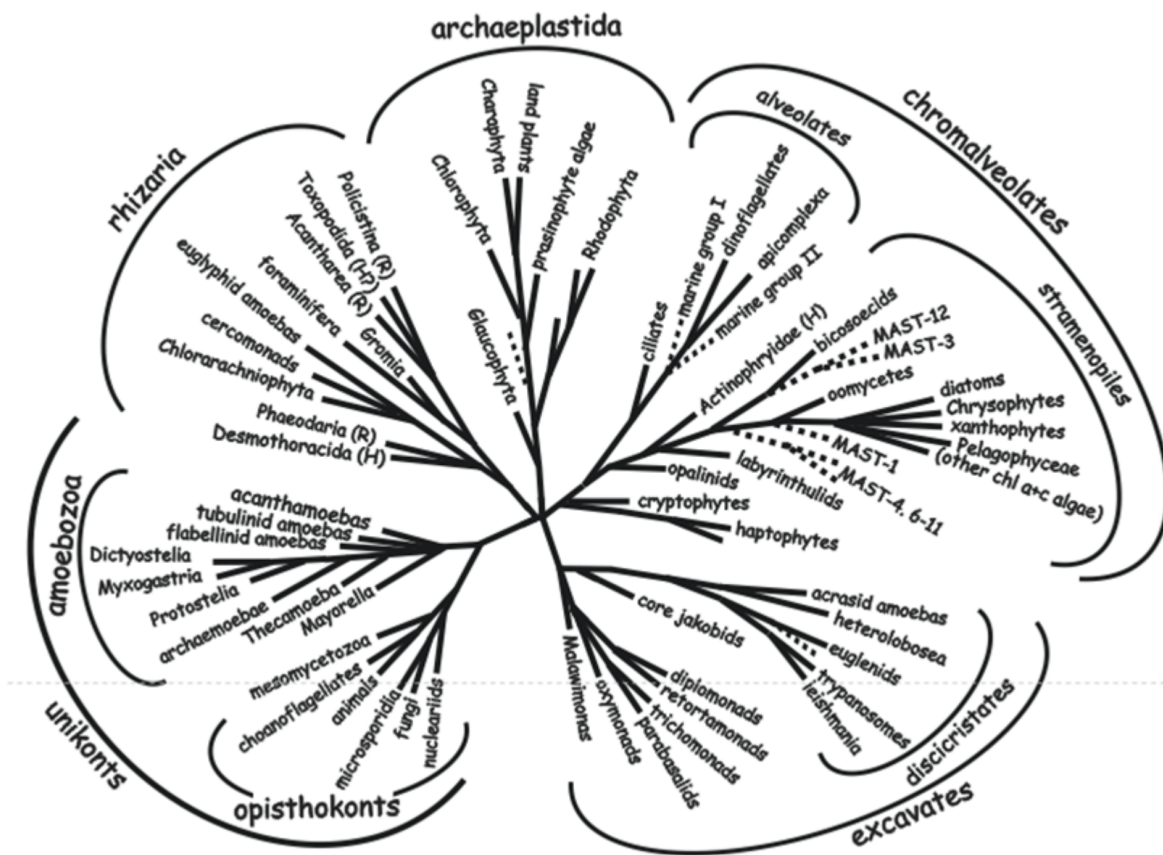 archaeplastida
Charaphyta
land plants
Chlorophyta
prasinophyte algae
Rhodophyta
Glaucophyta
chromalveolates
alveolates
ciliates
marine group I
dinoflagellates
apicomplexa
marine group II
stramenopiles
Actinophryidae (H)
bicosoecids
MAST-12
MAST-3
oomycetes
diatoms
Chrysophytes
xanthophytes
Pelagophyceae
(other chl a+c algae)
MAST-1
MAST-4, 6-11
labyrinthulids
opalinids
cryptophytes
haptophytes
rhizaria
Policistina (R)
Toxopodida (H?)
Acantharea (R)
Gromia
foraminifera
euglyphid amoebas
cercomonads
Chlorarachniophyta
Phaeodaria (R)
Desmothoracida (H)
unikonts
amoebozoa
acanthamoebas
tubulinid amoebas
flabellinid amoebas
Dictyostelia
Myxogastria
Protostelia
archaemoebae
Thecamoeba
Mayorella
mesomycetozoa
choanoflagellates
animals
microsporidia
fungi
nucleariids
opisthokonts
acrasid amoebas
heterolobosea
euglenids
trypanosomes
leishmania
discicristates
core jakobids
Malawimonas
oxymonads
parabasalids
trichomonads
retortamonads
diplomonads
excavates